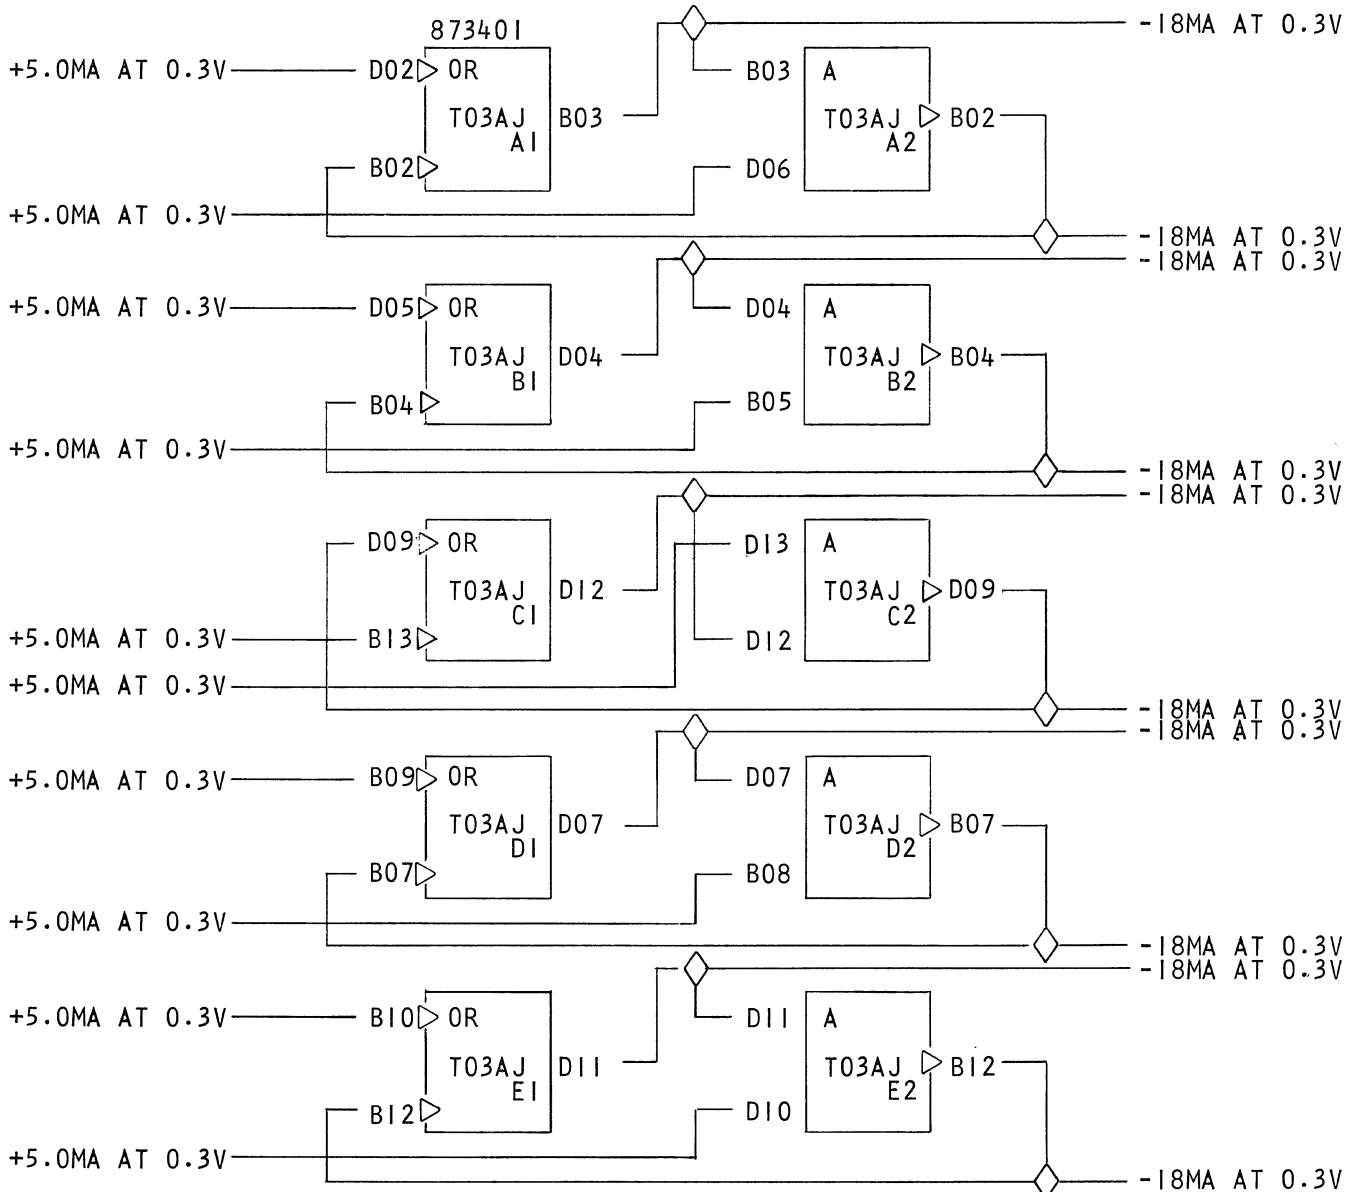 873401
-18MA AT 0.3V
+5.0MA AT 0.3V D02 OR B03 A
T03AJ B03 T03AJ B02
A1 A2
B02 D06
+5.0MA AT 0.3V
-18MA AT 0.3V
-18MA AT 0.3V
+5.0MA AT 0.3V D05 OR D04 A
T03AJ D04 T03AJ B04
B1 B2
B04 B05
+5.0MA AT 0.3V
-18MA AT 0.3V
-18MA AT 0.3V
D09 OR D13 A
T03AJ D12 T03AJ D09
C1 C2
+5.0MA AT 0.3V B13 D12
+5.0MA AT 0.3V
-18MA AT 0.3V
-18MA AT 0.3V
+5.0MA AT 0.3V B09 OR D07 A
T03AJ D07 T03AJ B07
D1 D2
B07 B08
+5.0MA AT 0.3V
-18MA AT 0.3V
-18MA AT 0.3V
+5.0MA AT 0.3V B10 OR D11 A
T03AJ D11 T03AJ B12
E1 E2
B12 D10
+5.0MA AT 0.3V
-18MA AT 0.3V